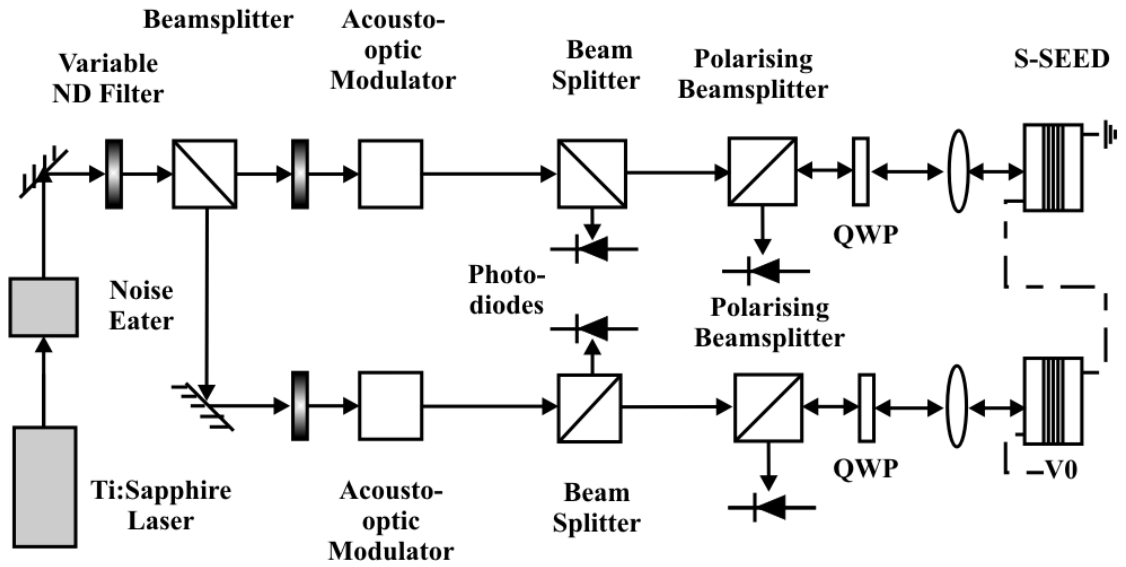 Beamsplitter
Acousto-
optic
Modulator
Variable
ND Filter
Beam
Splitter
Polarising
Beamsplitter
S-SEED
QWP
Noise
Eater
Photo-
diodes
Polarising
Beamsplitter
Ti:Sapphire
Laser
Acousto-
optic
Modulator
Beam
Splitter
QWP
V0